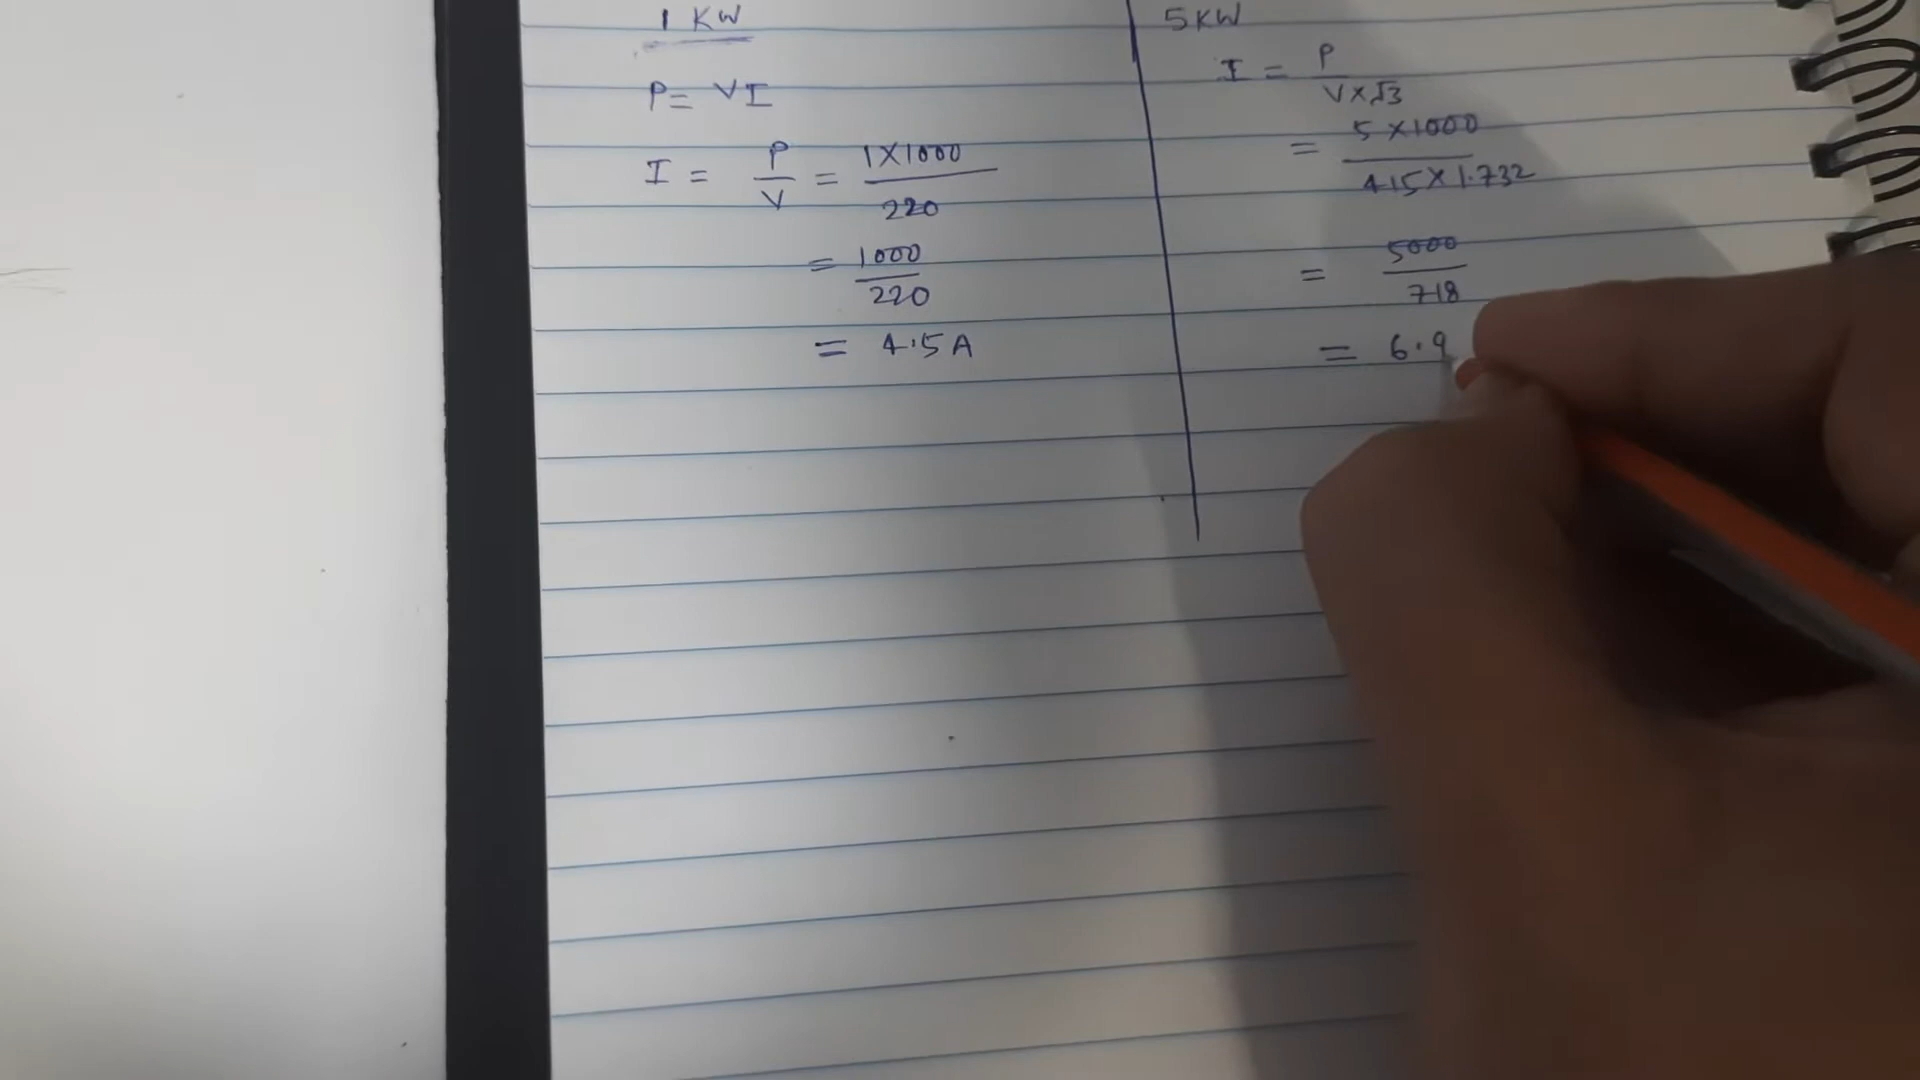 1 KW
P = VI
I = P/V = 1X1000/220
= 1000/220
= 4.5A
5KW
I = P/V×√3
= 5×1000/415×1.732
= 5000/718
= 6.9